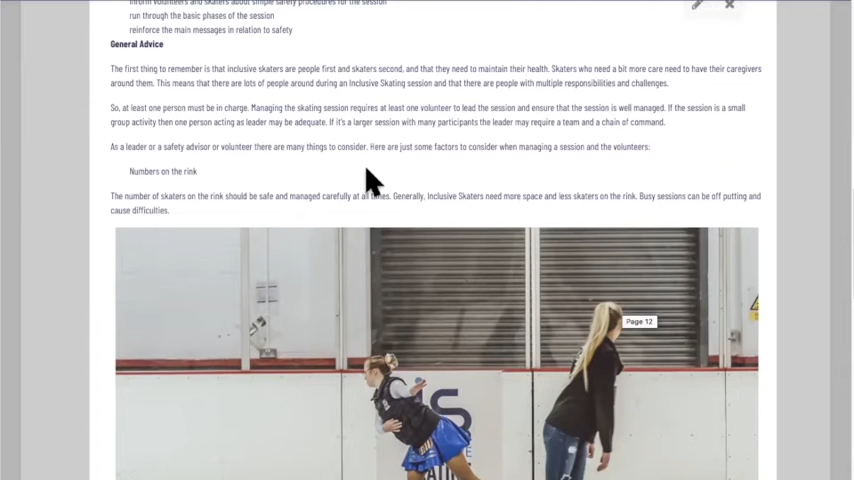 inform volunteers and skaters about simple safety procedures for the session
run through the basic phases of the session
reinforce the main messages in relation to safety
General Advice
The first thing to remember is that inclusive skaters are people first and skaters second, and that they need to maintain their health. Skaters who need a bit more care need to have their caregivers
around them. This means that there are lots of people around during an Inclusive Skating session and that there are people with multiple responsibilities and challenges.
So, at least one person must be in charge. Managing the skating session requires at least one volunteer to lead the session and ensure that the session is well managed. If the session is a small
group activity then one person acting as leader may be adequate. If it's a larger session with many participants the leader may require a team and a chain of command.
As a leader or a safety advisor or volunteer there are many things to consider. Here are just some factors to consider when managing a session and the volunteers:
Numbers on the rink
The number of skaters on the rink should be safe and managed carefully at all times. Generally, Inclusive Skaters need more space and less skaters on the rink. Busy sessions can be off putting and
cause difficulties.
Page 12